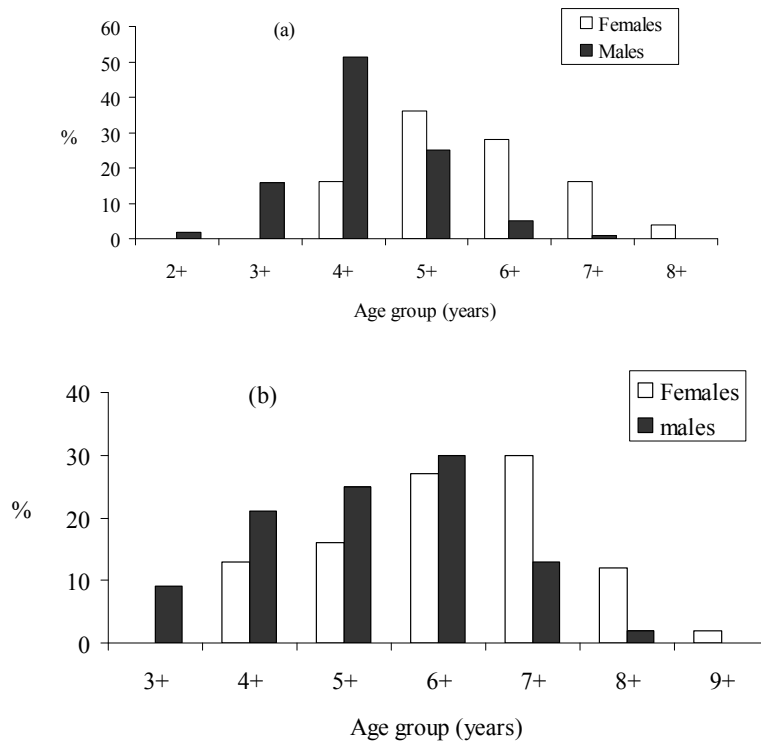 (a)
Females
Males
%
60
50
40
30
20
10
0
2+ 3+ 4+ 5+ 6+ 7+ 8+
Age group (years)
(b)
Females
males
%
40
30
20
10
0
3+ 4+ 5+ 6+ 7+ 8+ 9+
Age group (years)